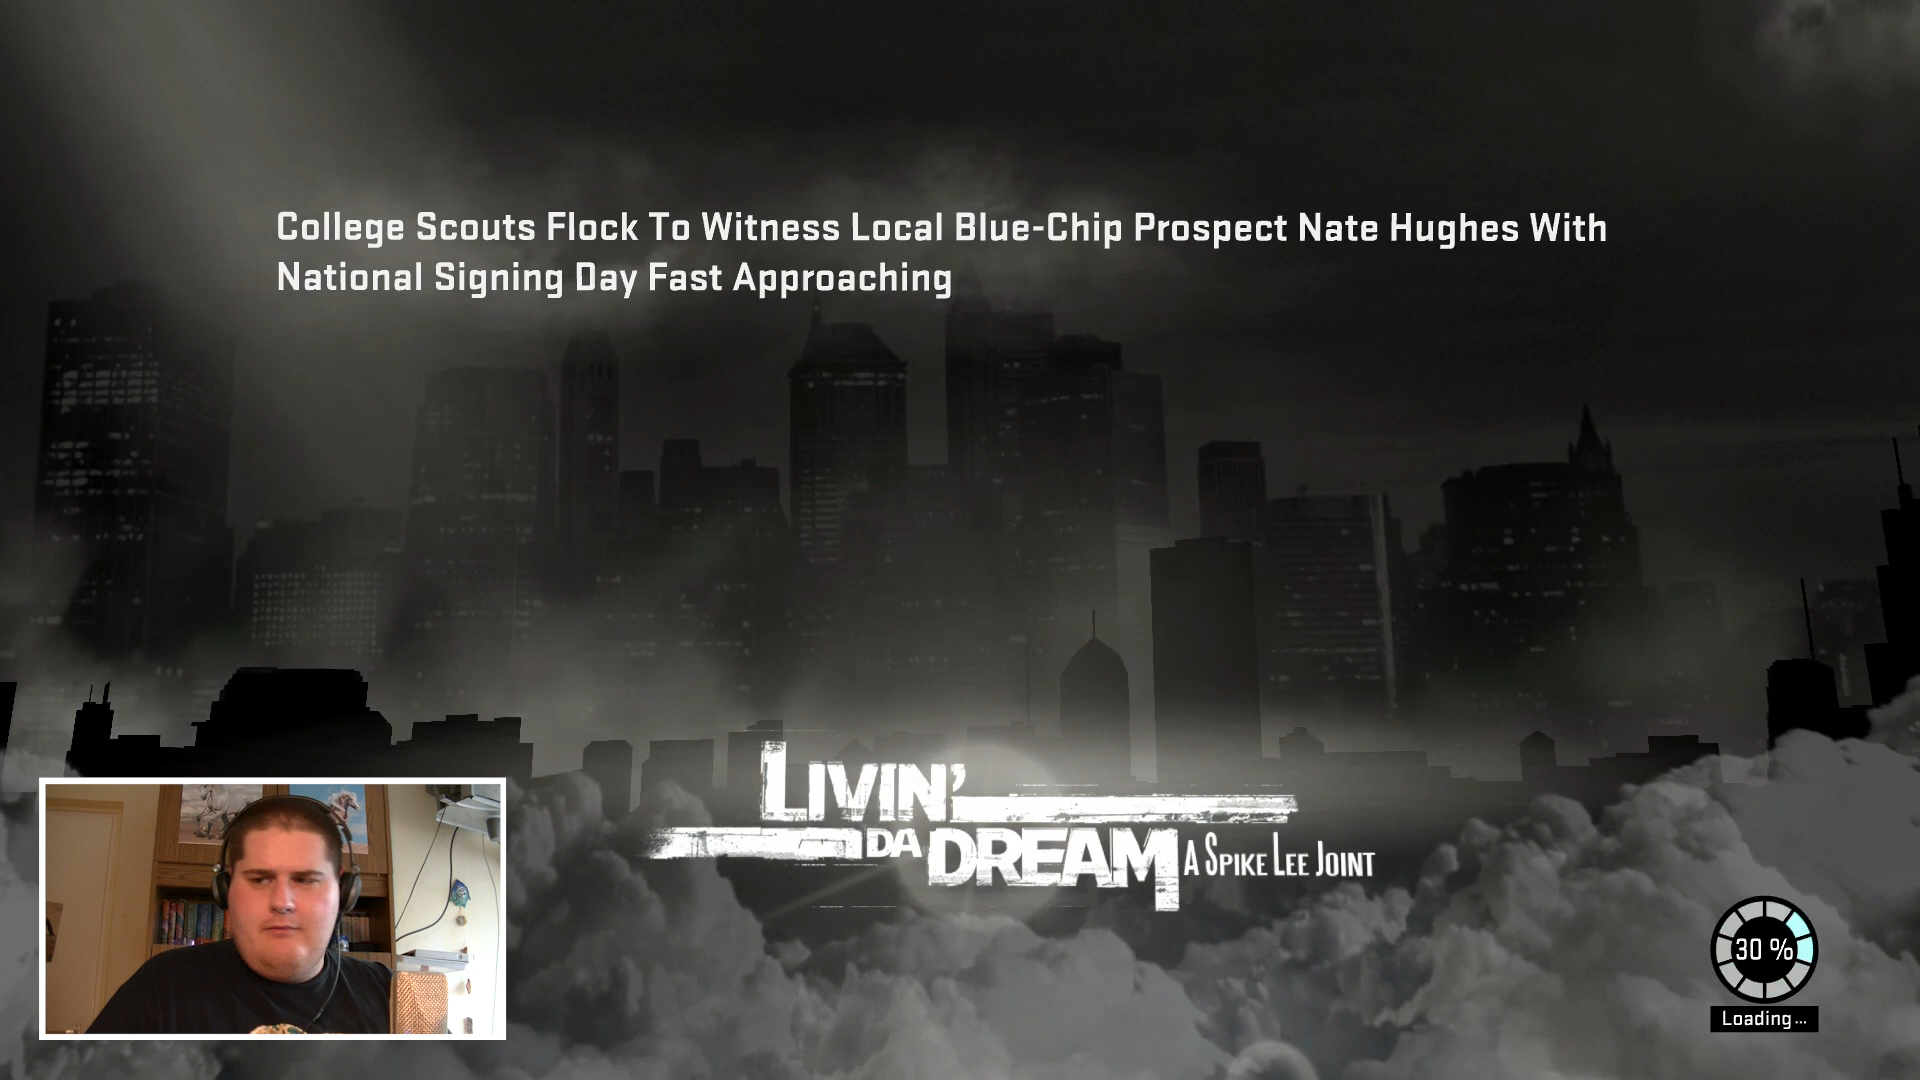 College Scouts Flock To Witness Local Blue-Chip Prospect Nate Hughes With
National Signing Day Fast Approaching
LIVIN'
DA DREAM A SPIKE LEE JOINT
30 %
Loading...